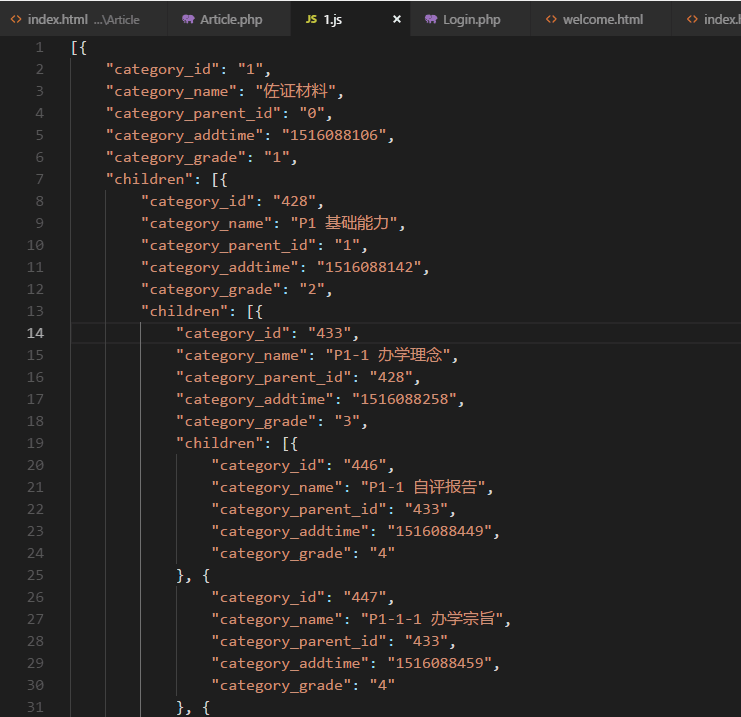 index.html ...\Article Article.php JS 1.js × Login.php welcome.html index.h
1 [{
2 "category_id": "1",
3 "category_name": "佐证材料",
4 "category_parent_id": "0",
5 "category_addtime": "1516088106",
6 "category_grade": "1",
7 "children": [{
8 "category_id": "428",
9 "category_name": "P1 基础能力",
10 "category_parent_id": "1",
11 "category_addtime": "1516088142",
12 "category_grade": "2",
13 "children": [{
14 "category_id": "433",
15 "category_name": "P1-1 办学理念",
16 "category_parent_id": "428",
17 "category_addtime": "1516088258",
18 "category_grade": "3",
19 "children": [{
20 "category_id": "446",
21 "category_name": "P1-1 自评报告",
22 "category_parent_id": "433",
23 "category_addtime": "1516088449",
24 "category_grade": "4"
25 }, {
26 "category_id": "447",
27 "category_name": "P1-1-1 办学宗旨",
28 "category_parent_id": "433",
29 "category_addtime": "1516088459",
30 "category_grade": "4"
31 }, {